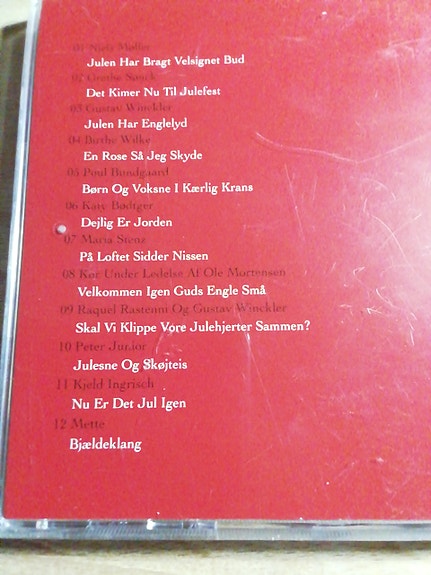 01 Niels Møller
Julen Har Bragt Velsignet Bud
02 Grethe Sønck
Det Kimer Nu Til Julefest
03 Gustav Winckler
Julen Har Englelyd
04 Birthe Wilke
En Rose Så Jeg Skyde
05 Poul Bundgaard
Børn Og Voksne I Kærlig Krans
06 Katy Bødtger
Dejlig Er Jorden
07 Maria Stenz
På Loftet Sidder Nissen
08 Kor Under Ledelse Af Ole Mortensen
Velkommen Igen Guds Engle Små
09 Raquel Rastenni Og Gustav Winckler
Skal Vi Klippe Vore Julehjerter Sammen?
10 Peter Junior
Julesne Og Skøjteis
11 Kjeld Ingrisch
Nu Er Det Jul Igen
12 Mette
Bjældeklang